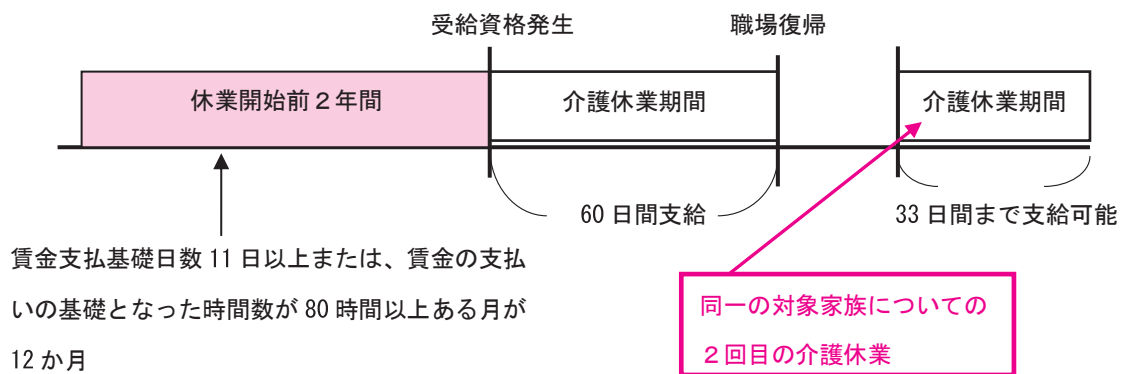 受給資格発生
職場復帰
休業開始前２年間
介護休業期間
介護休業期間
60 日間支給
33 日間まで支給可能
賃金支払基礎日数 11 日以上または、賃金の支払
いの基礎となった時間数が 80 時間以上ある月が
12 か月
同一の対象家族についての
２回目の介護休業